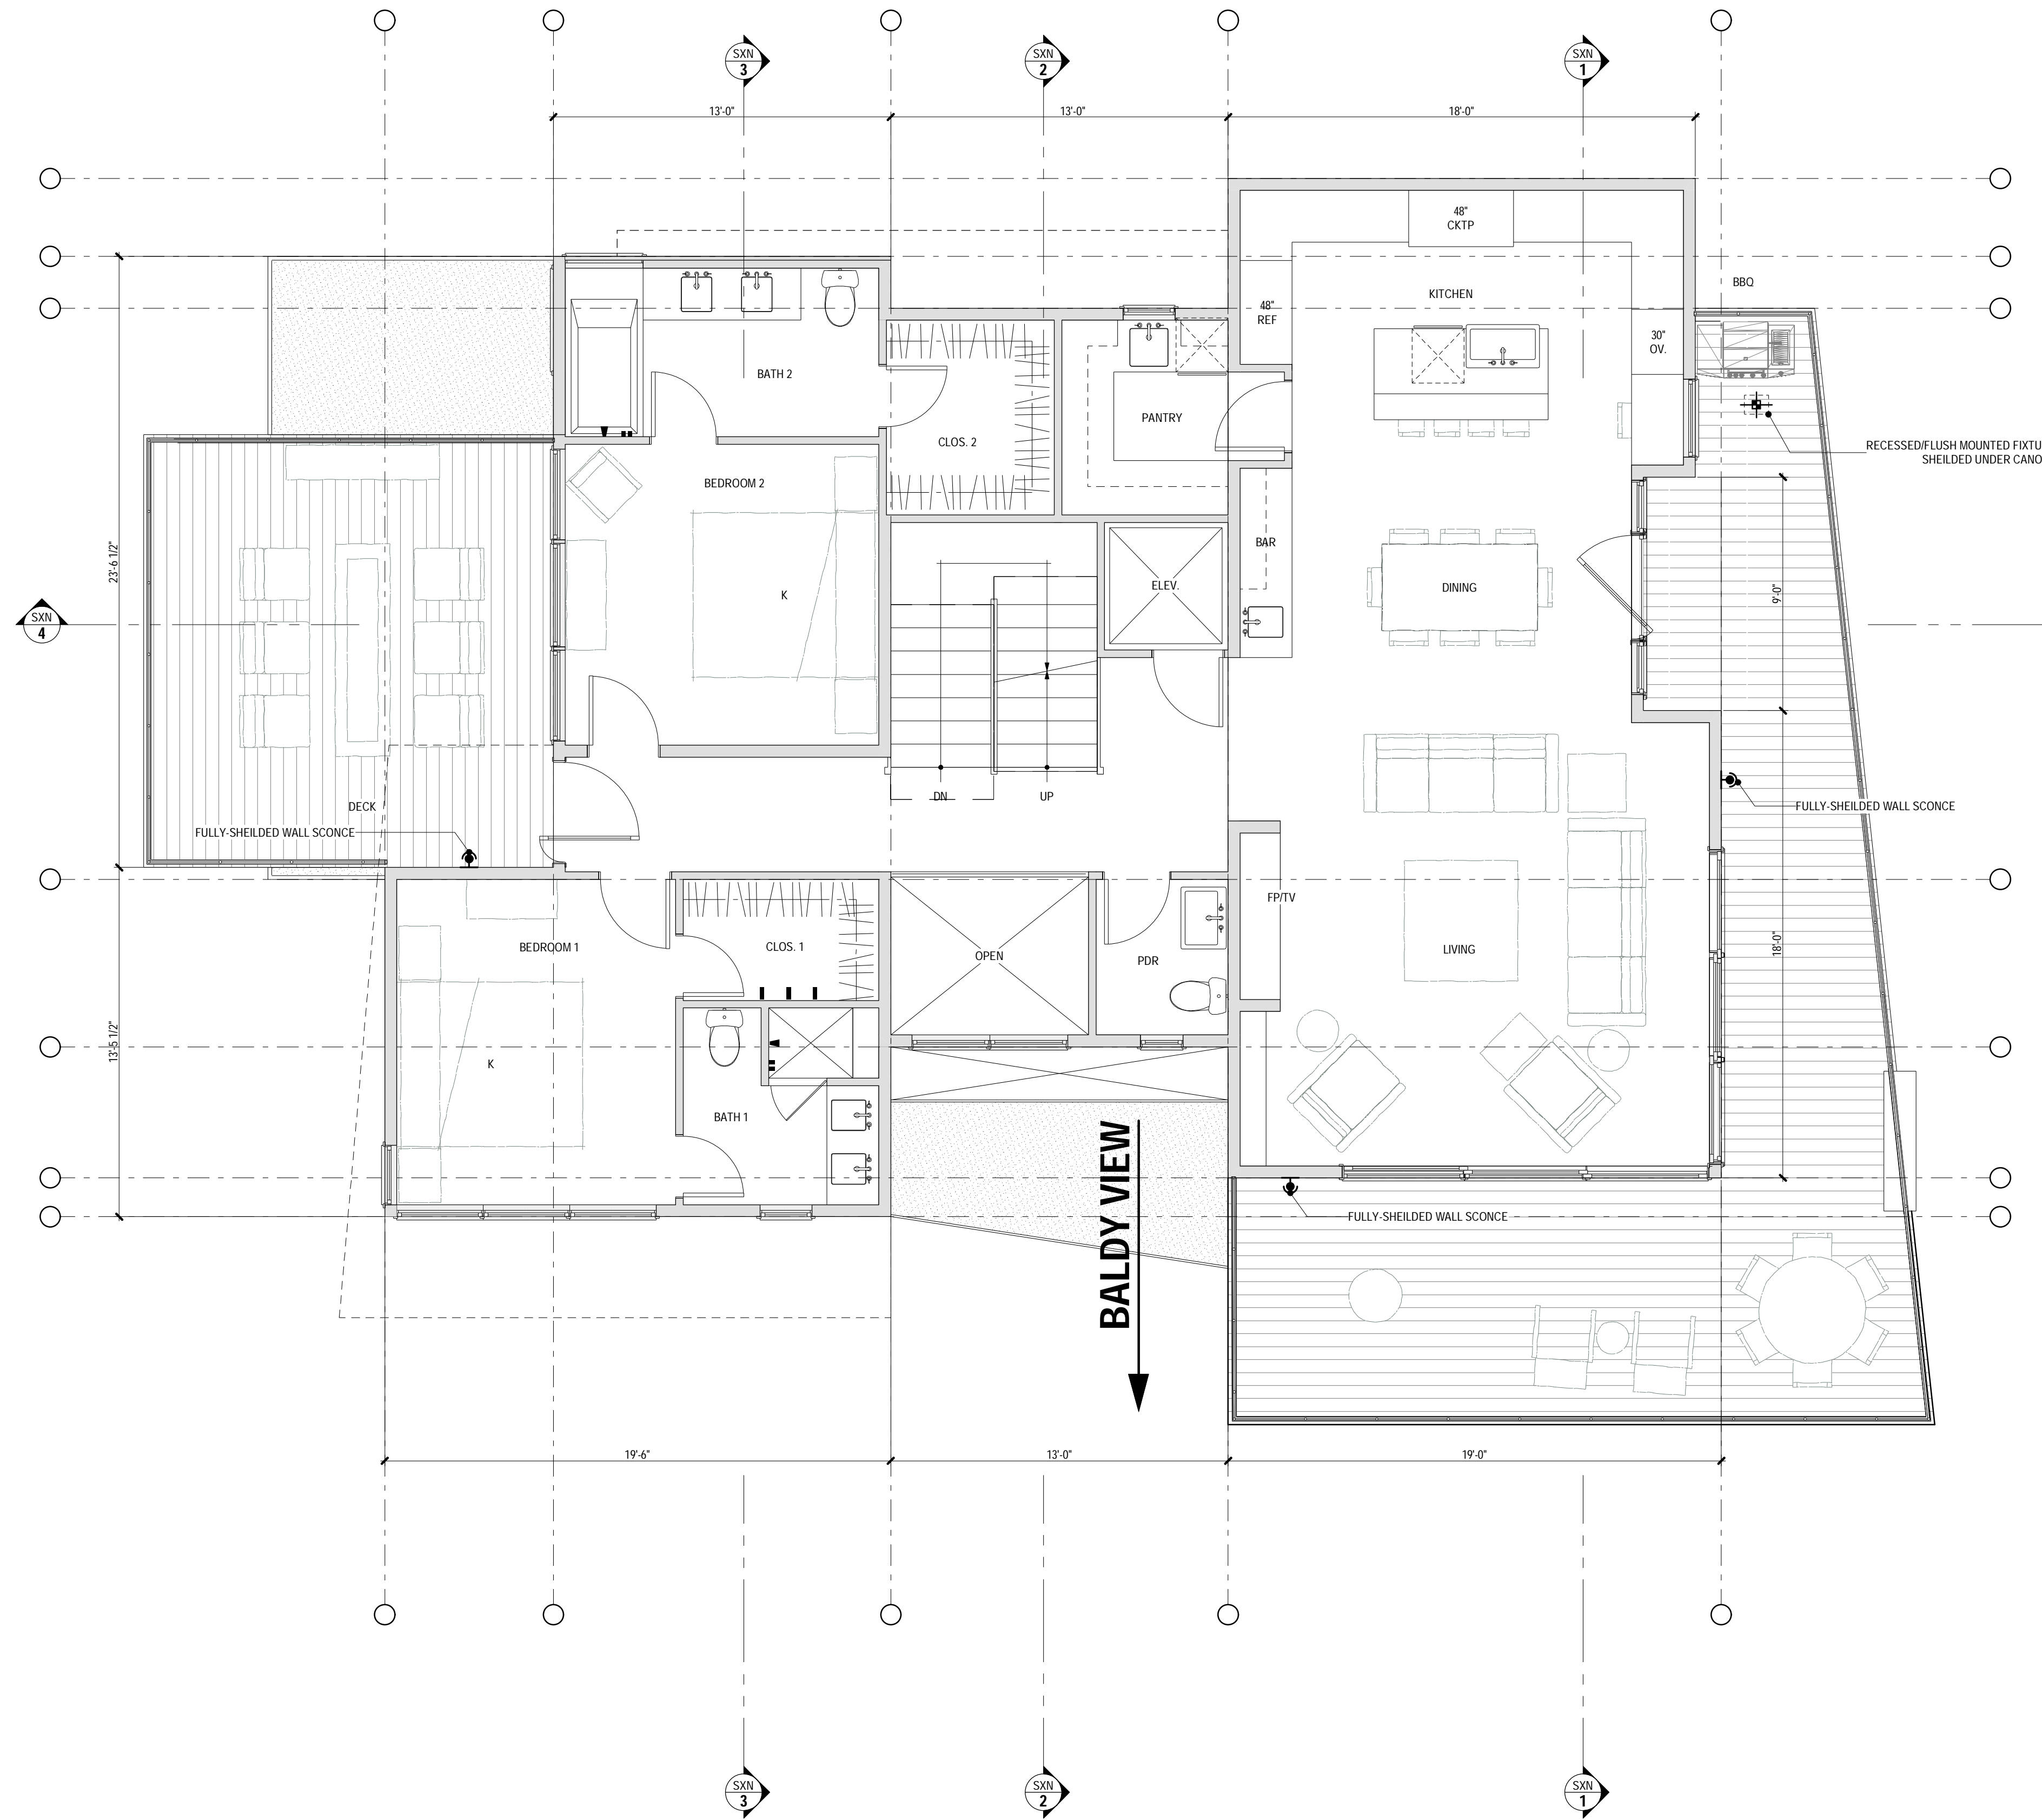 SXN
3
SXN
2
SXN
1
13'-0"
13'-0"
18'-0"
48"
CKTP
BBQ
KITCHEN
48"
REF
30"
OV.
BATH 2
PANTRY
CLOS. 2
RECESSED/FLUSH MOUNTED FIXTU
SHEILDED UNDER CANO
BEDROOM 2
BAR
23'-6 1/2"
ELEV.
DINING
K
9'-0"
SXN
4
DN
UP
DECK
FULLY-SHEILDED WALL SCONCE
FULLY-SHEILDED WALL SCONCE
FP/TV
BEDROOM 1
CLOS. 1
OPEN
PDR
LIVING
18'-0"
13'-5 1/2"
K
BATH 1
BALDY VIEW
FULLY-SHEILDED WALL SCONCE
19'-6"
13'-0"
19'-0"
SXN
3
SXN
2
SXN
1